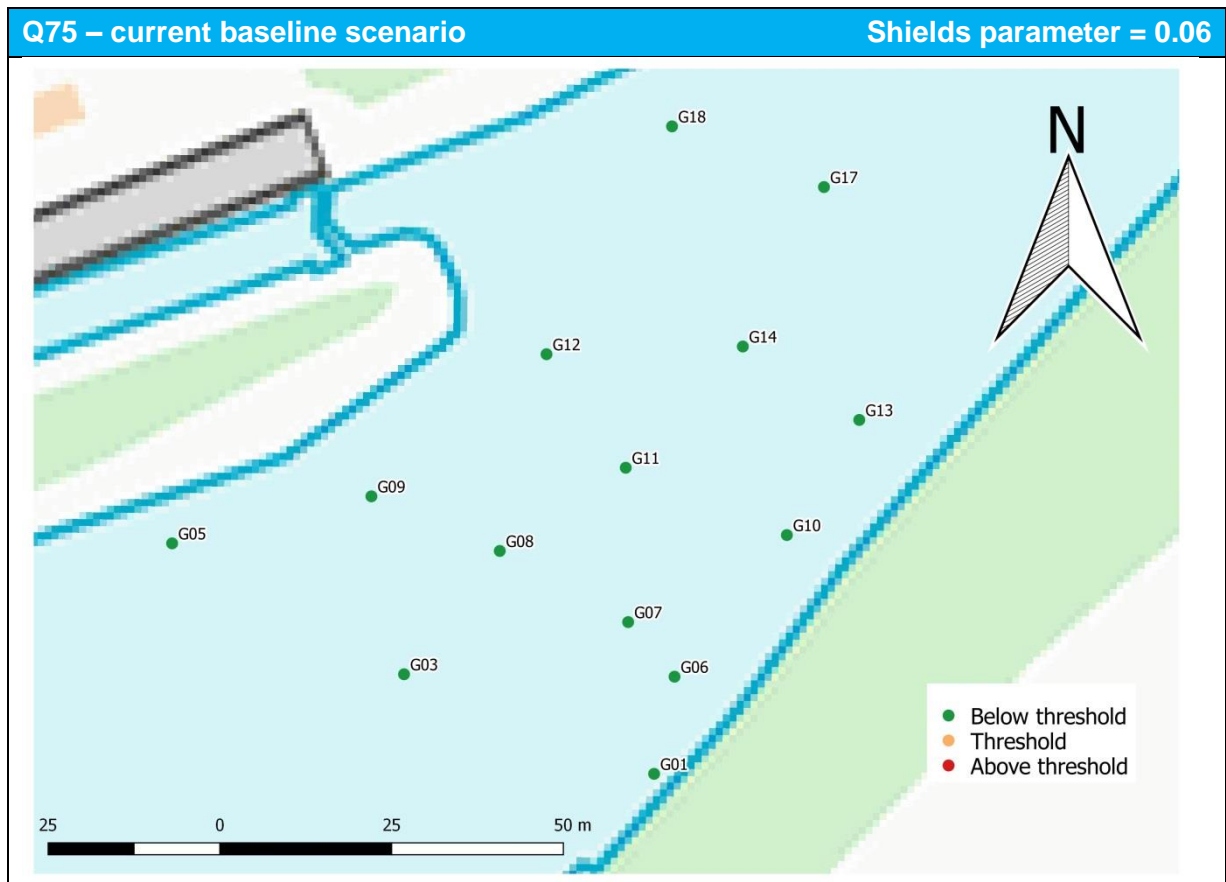 Q75 – current baseline scenario Shields parameter = 0.06
G18
N
G17
G12
G14
G13
G11
G09
G10
G05
G08
G07
G03
G06
Below threshold
Threshold
Above threshold
G01
25 0 25 50 m